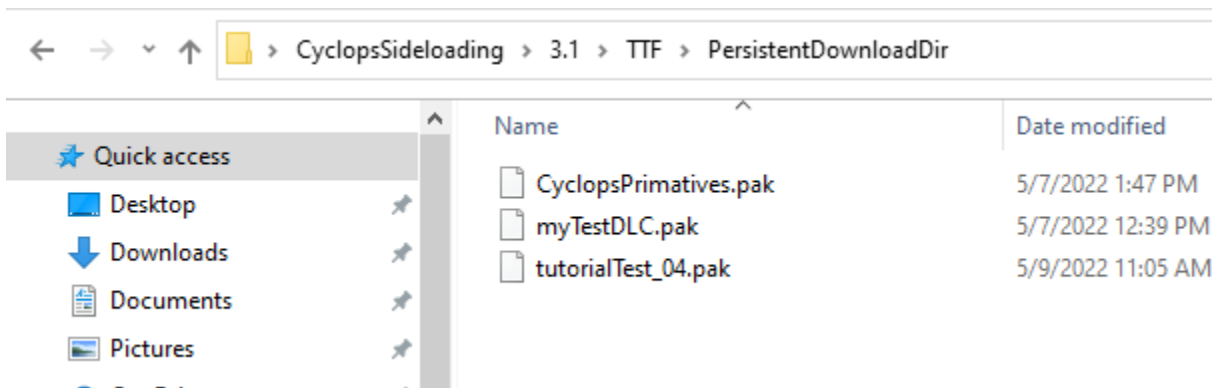 CyclopsSideloading > 3.1 > TTF > PersistentDownloadDir
Name Date modified
Quick access
CyclopsPrimatives.pak 5/7/2022 1:47 PM
Desktop
myTestDLC.pak 5/7/2022 12:39 PM
Downloads
tutorialTest_04.pak 5/9/2022 11:05 AM
Documents
Pictures